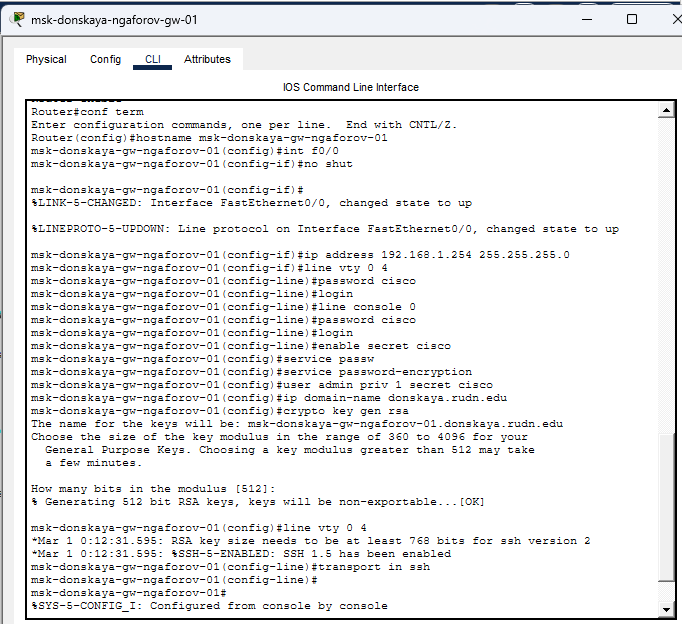 msk-donskaya-ngaforov-gw-01
Physical Config CLI Attributes
IOS Command Line Interface
Router#conf term
Enter configuration commands, one per line.  End with CNTL/Z.
Router(config)#hostname msk-donskaya-gw-ngaforov-01
msk-donskaya-gw-ngaforov-01(config)#int f0/0
msk-donskaya-gw-ngaforov-01(config-if)#no shut
msk-donskaya-gw-ngaforov-01(config-if)#
%LINK-5-CHANGED: Interface FastEthernet0/0, changed state to up
%LINEPROTO-5-UPDOWN: Line protocol on Interface FastEthernet0/0, changed state to up
msk-donskaya-gw-ngaforov-01(config-if)#ip address 192.168.1.254 255.255.255.0
msk-donskaya-gw-ngaforov-01(config-if)#line vty 0 4
msk-donskaya-gw-ngaforov-01(config-line)#password cisco
msk-donskaya-gw-ngaforov-01(config-line)#login
msk-donskaya-gw-ngaforov-01(config-line)#line console 0
msk-donskaya-gw-ngaforov-01(config-line)#password cisco
msk-donskaya-gw-ngaforov-01(config-line)#login
msk-donskaya-gw-ngaforov-01(config-line)#enable secret cisco
msk-donskaya-gw-ngaforov-01(config)#service passw
msk-donskaya-gw-ngaforov-01(config)#service password-encryption
msk-donskaya-gw-ngaforov-01(config)#user admin priv 1 secret cisco
msk-donskaya-gw-ngaforov-01(config)#ip domain-name donskaya.rudn.edu
msk-donskaya-gw-ngaforov-01(config)#crypto key gen rsa
The name for the keys will be: msk-donskaya-gw-ngaforov-01.donskaya.rudn.edu
Choose the size of the key modulus in the range of 360 to 4096 for your
General Purpose Keys. Choosing a key modulus greater than 512 may take
a few minutes.
How many bits in the modulus [512]:
% Generating 512 bit RSA keys, keys will be non-exportable...[OK]
msk-donskaya-gw-ngaforov-01(config)#line vty 0 4
*Mar 1 0:12:31.595: RSA key size needs to be at least 768 bits for ssh version 2
*Mar 1 0:12:31.595: %SSH-5-ENABLED: SSH 1.5 has been enabled
msk-donskaya-gw-ngaforov-01(config-line)#transport in ssh
msk-donskaya-gw-ngaforov-01(config-line)#
msk-donskaya-gw-ngaforov-01#
%SYS-5-CONFIG_I: Configured from console by console